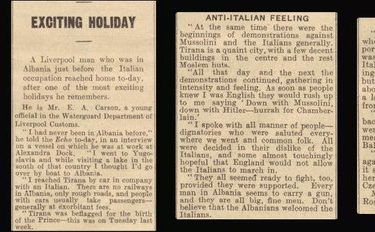 EXCITING HOLIDAY
A Liverpool man who was in
Albania just before the Italian
occupation reached home to-day,
after one of the most exciting
holidays he remembers.
He is Mr. E. A. Carson, a young
official in the Waterguard Department of
Liverpool Customs.
"I had never been in Albania before,"
he told the Echo to-day, in an interview
on a vessel on which he was at work at
Alexandra Dock. "I went to Yugo-
slavia and while visiting a lake in the
south of that country I thought I'd go
over by boat to Albania.
"I reached Tirana by car in company
with an Italian. There are no railways
in Albania, only rough roads, and people
with cars usually take passengers—
generally at exorbitant fees.
"Tirana was beflagged for the birth
of the Prince—this was on Tuesday last
week.
ANTI-ITALIAN FEELING
"At the same time there were the
beginnings of demonstrations against
Mussolini and the Italians generally.
Tirana is a quaint city, with a few decent
buildings in the centre and the rest
Moslem huts.
"All that day and the next the
demonstrations continued, gathering in
intensity and feeling. As soon as people
knew I was English they would rush up
to me saying 'Down with Mussolini,
down with Hitler—hurrah for Chamber-
lain.'
"I spoke with all manner of people—
dignatories who were saluted every-
where we went and common folk. All
were decided in their dislike of the
Italians, and some almost touchingly
hopeful that England would not allow
the Italians to march in.
"They all seemed ready to fight, too,
provided they were supported. Every
man in Albania seems to carry a gun,
and they are all big, fine men. Don't
believe that the Albanians welcomed the
Italians.